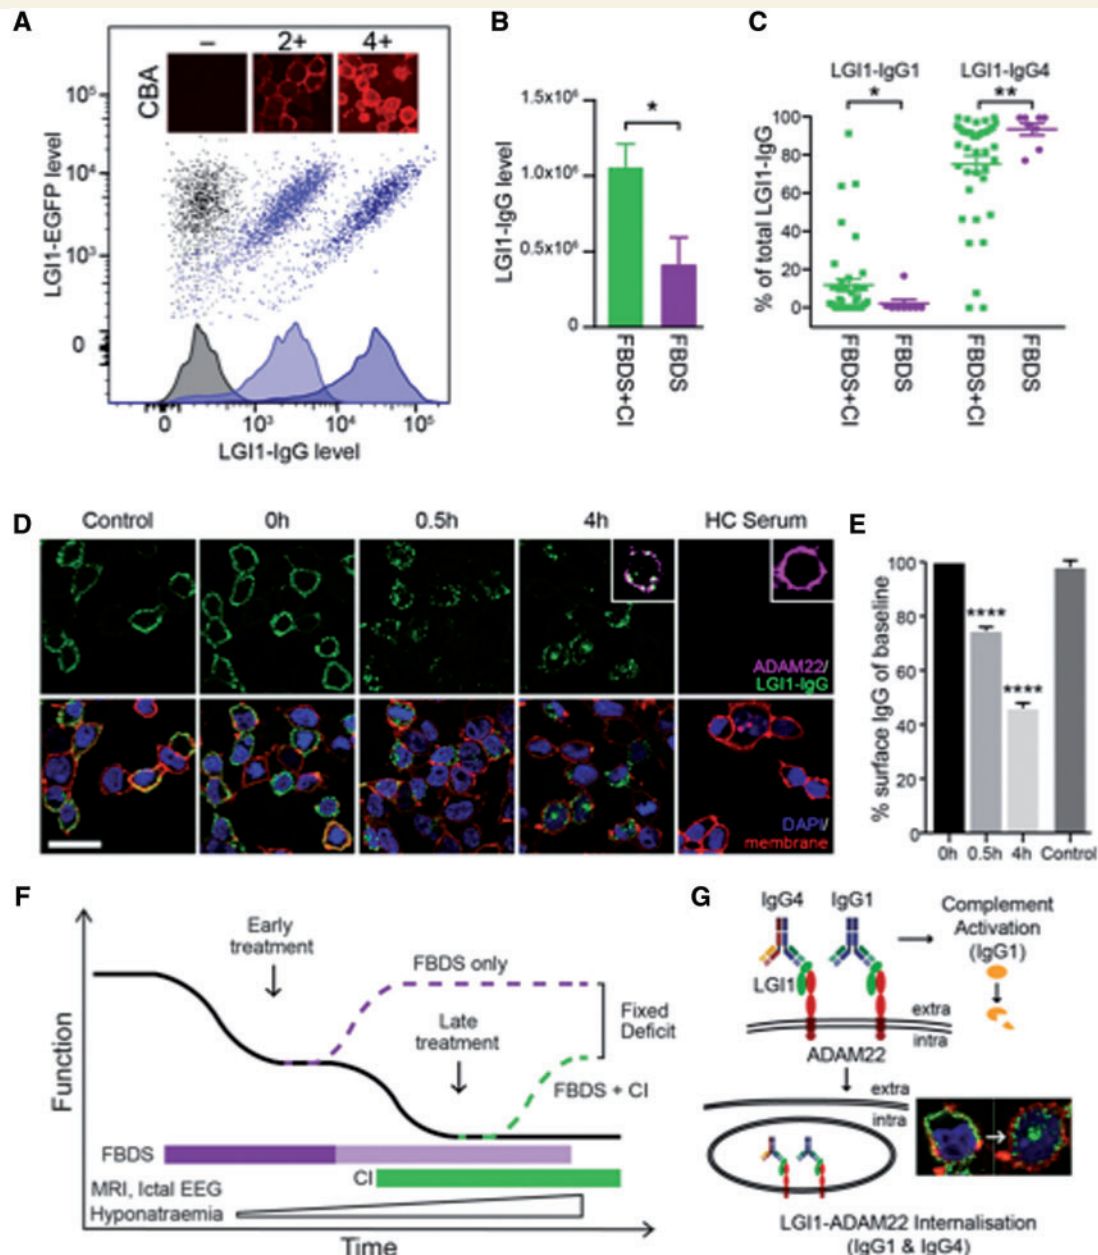 A
CBA
–
2+
4+
LGI1-EGFP level
10⁵
10⁴
10³
0
0
10³
10⁴
10⁵
LGI1-IgG level
B
*
LGI1-IgG level
1.5x10⁶
1.0x10⁶
0.5x10⁶
0
FBDS+CI
FBDS
C
LGI1-IgG1
LGI1-IgG4
*
**
% of total LGI1-IgG
100
80
60
40
20
0
FBDS+CI
FBDS
FBDS+CI
FBDS
D
Control
0h
0.5h
4h
HC Serum
ADAM22/
LGI1-IgG
DAPI/
membrane
E
% surface IgG of baseline
100
80
60
40
20
0
****
****
0h
0.5h
4h
Control
F
Function
Early
treatment
FBDS only
Late
treatment
Fixed
Deficit
FBDS + CI
FBDS
CI
MRI, Ictal EEG
Hyponatraemia
Time
G
IgG4
IgG1
Complement
Activation
(IgG1)
LGI1
extra
intra
ADAM22
extra
intra
LGI1-ADAM22 Internalisation
(IgG1 & IgG4)